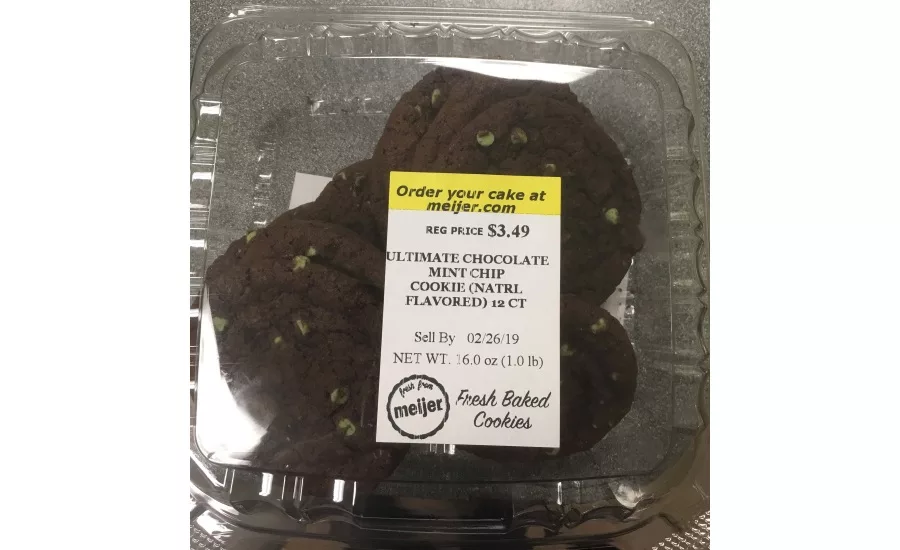 Order your cake at
meijer.com
REG PRICE $3.49
ULTIMATE CHOCOLATE
MINT CHIP
COOKIE (NATRL
FLAVORED) 12 CT
Sell By 02/26/19
NET WT. 16.0 oz (1.0 lb)
fresh from
meijer
Fresh Baked
Cookies